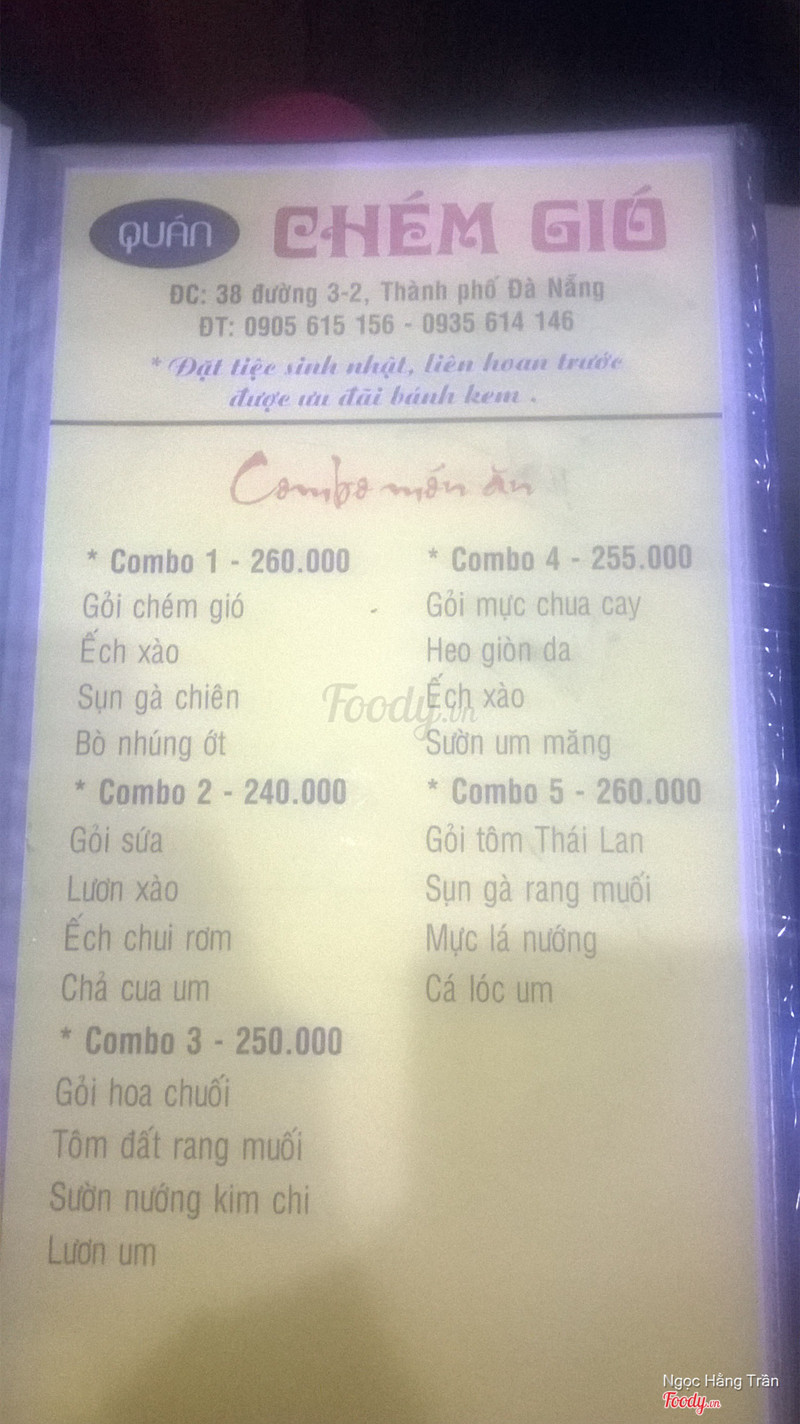 QUÁN CHÉM GIÓ
ĐC: 38 đường 3-2, Thành phố Đà Nẵng
ĐT: 0905 615 156 - 0935 614 146
* Đặt tiệc sinh nhật, liên hoan trước
được ưu đãi bánh kem .
Combo món ăn
* Combo 1 - 260.000
Gỏi chém gió
Ếch xào
Sụn gà chiên
Bò nhúng ớt
* Combo 2 - 240.000
Gỏi sứa
Lươn xào
Ếch chui rơm
Chả cua um
* Combo 3 - 250.000
Gỏi hoa chuối
Tôm đất rang muối
Sườn nướng kim chi
Lươn um
* Combo 4 - 255.000
Gỏi mực chua cay
Heo giòn da
Ếch xào
Sườn um măng
* Combo 5 - 260.000
Gỏi tôm Thái Lan
Sụn gà rang muối
Mực lá nướng
Cá lóc um
Foody.vn
Ngọc Hằng Trần
Foody.vn